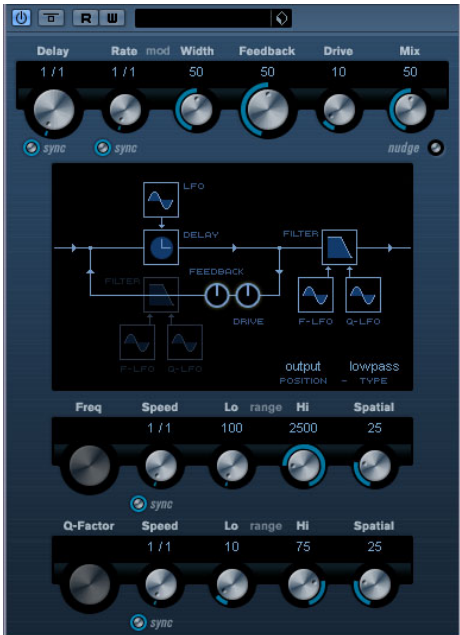 R W
Delay Rate mod Width Feedback Drive Mix
1 / 1 1 / 1 50 50 10 50
sync sync nudge
LFO
DELAY FILTER
FEEDBACK
FILTER
DRIVE F-LFO Q-LFO
F-LFO Q-LFO
output lowpass
POSITION – TYPE
Freq Speed Lo range Hi Spatial
1 / 1 100 2500 25
sync
Q-Factor Speed Lo range Hi Spatial
1 / 1 10 75 25
sync